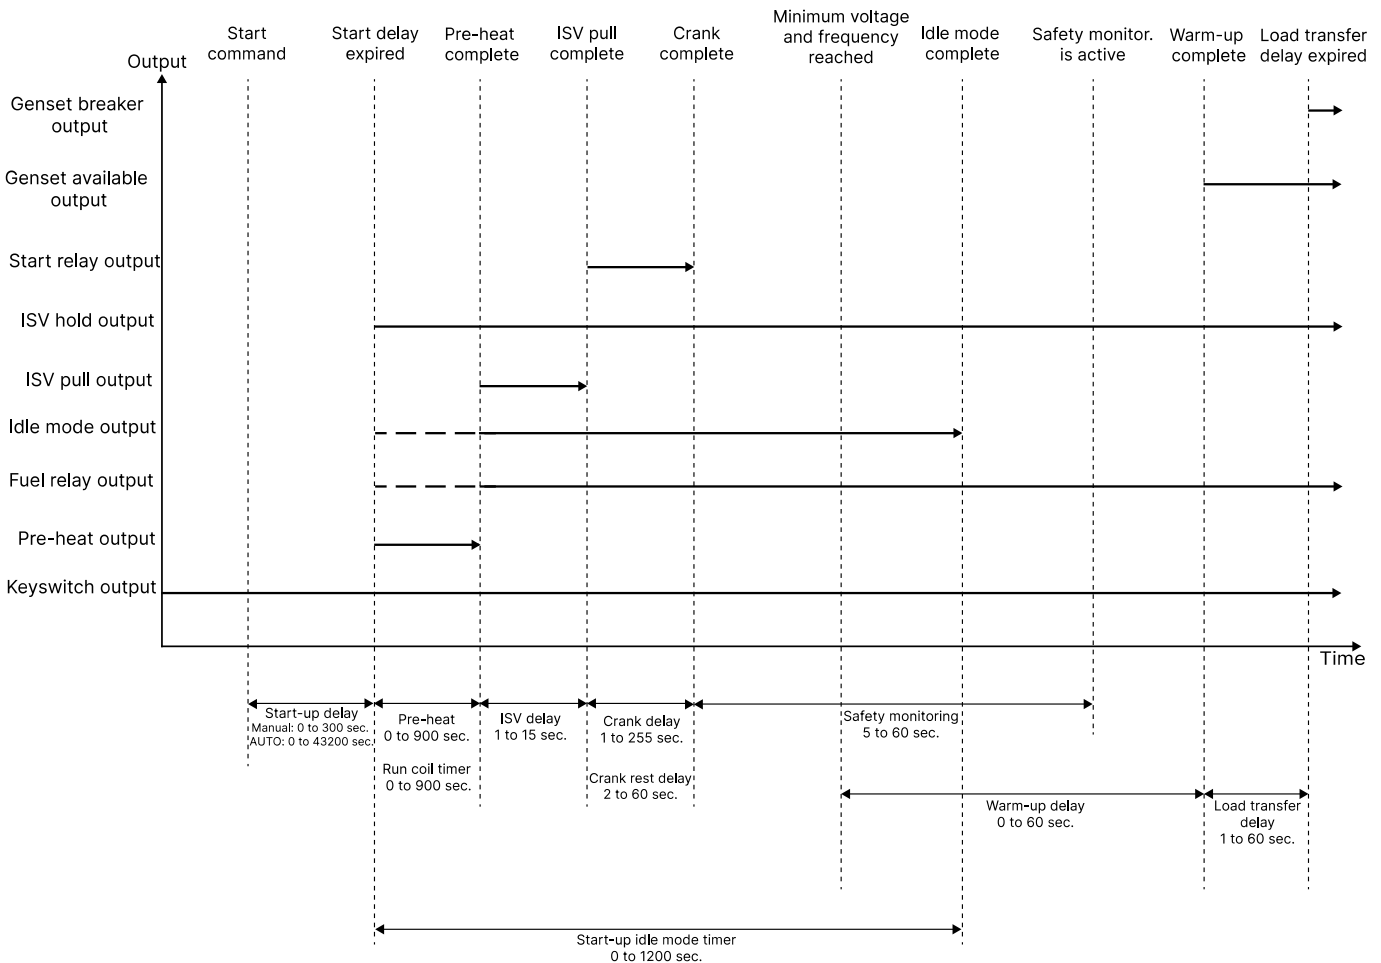 Start
command
Start delay
expired
Pre-heat
complete
ISV pull
complete
Crank
complete
Minimum voltage
and frequency
reached
Idle mode
complete
Safety monitor.
is active
Warm-up
complete
Load transfer
delay expired
Output
Genset breaker
output
Genset available
output
Start relay output
ISV hold output
ISV pull output
Idle mode output
Fuel relay output
Pre-heat output
Keyswitch output
Time
Start-up delay
Manual: 0 to 300 sec.
AUTO: 0 to 43200 sec.
Pre-heat
0 to 900 sec.
Run coil timer
0 to 900 sec.
ISV delay
1 to 15 sec.
Crank delay
1 to 255 sec.
Crank rest delay
2 to 60 sec.
Safety monitoring
5 to 60 sec.
Warm-up delay
0 to 60 sec.
Load transfer
delay
1 to 60 sec.
Start-up idle mode timer
0 to 1200 sec.